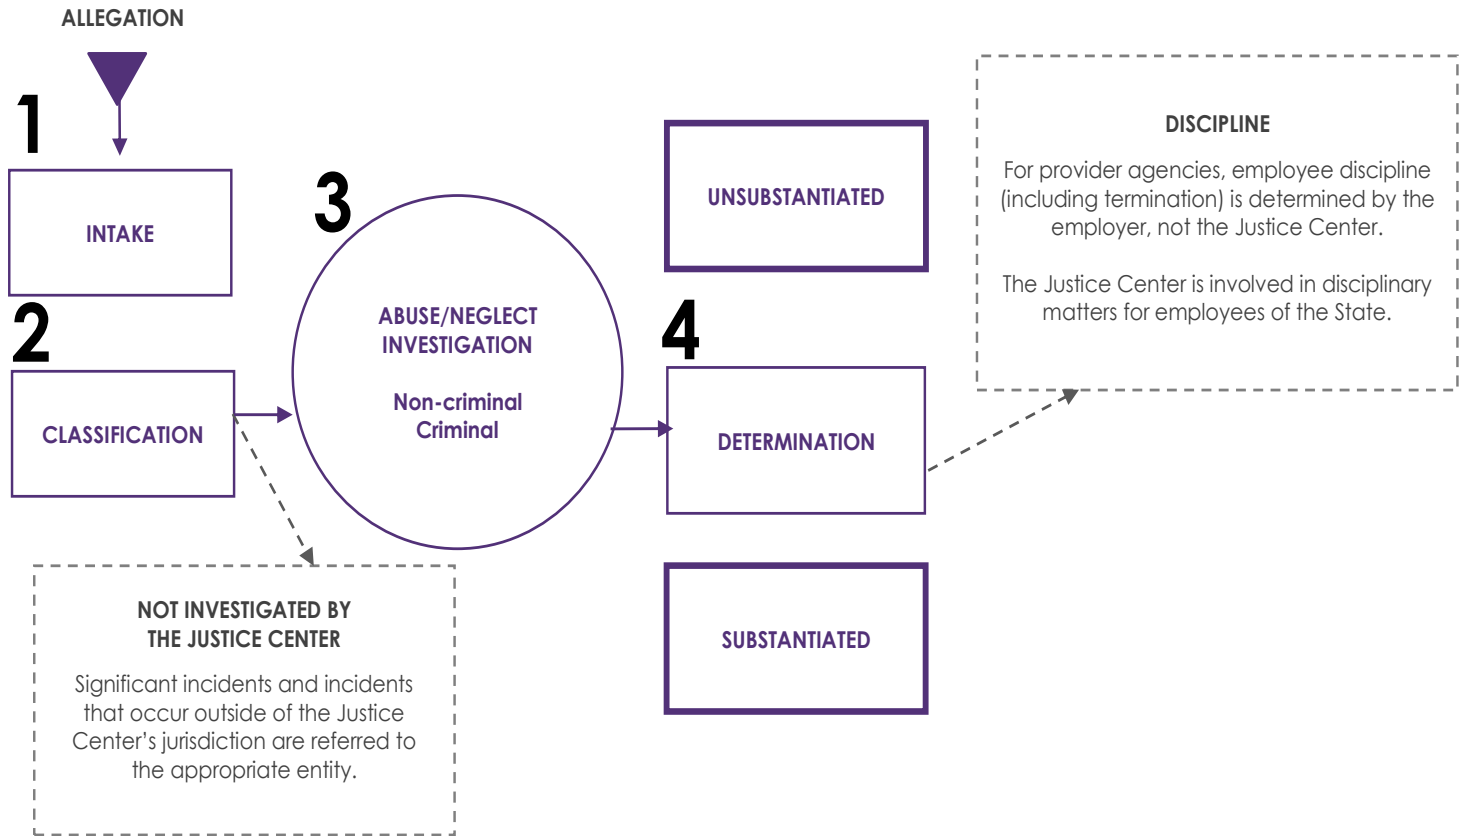 ALLEGATION
1
INTAKE
2
CLASSIFICATION
NOT INVESTIGATED BY
THE JUSTICE CENTER
Significant incidents and incidents
that occur outside of the Justice
Center’s jurisdiction are referred to
the appropriate entity.
3
ABUSE/NEGLECT
INVESTIGATION
Non-criminal
Criminal
UNSUBSTANTIATED
4
DETERMINATION
SUBSTANTIATED
DISCIPLINE
For provider agencies, employee discipline
(including termination) is determined by the
employer, not the Justice Center.
The Justice Center is involved in disciplinary
matters for employees of the State.